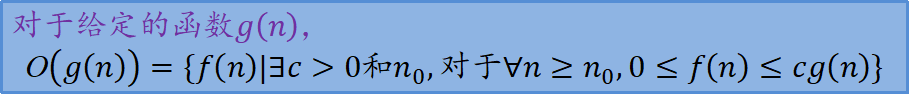 对于给定的函数g(n),
O(g(n)) = {f(n)|∃c > 0和n₀, 对于∀n ≥ n₀, 0 ≤ f(n) ≤ cg(n)}